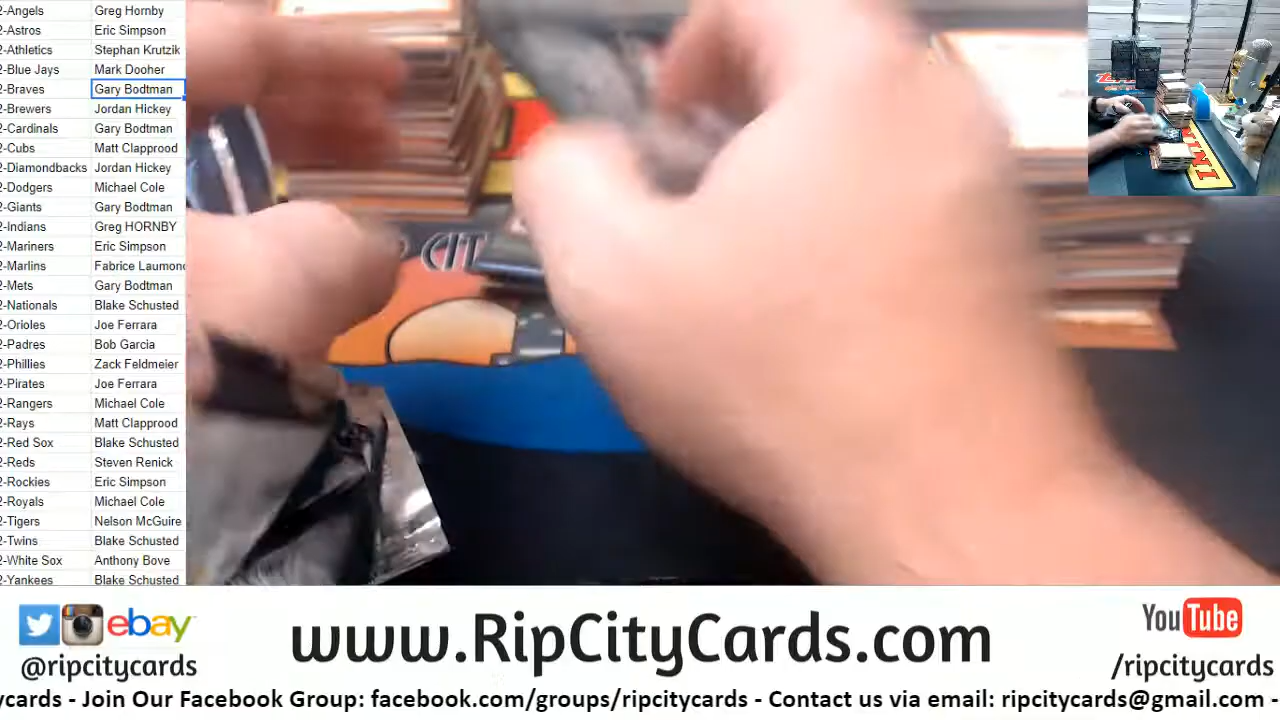 2-Angels Greg Hornby
2-Astros Eric Simpson
2-Athletics Stephan Krutzik
2-Blue Jays Mark Dooher
2-Braves Gary Bodtman
2-Brewers Jordan Hickey
2-Cardinals Gary Bodtman
2-Cubs Matt Clapprood
2-Diamondbacks Jordan Hickey
2-Dodgers Michael Cole
2-Giants Gary Bodtman
2-Indians Greg HORNBY
2-Mariners Eric Simpson
2-Marlins Fabrice Laumond
2-Mets Gary Bodtman
2-Nationals Blake Schusted
2-Orioles Joe Ferrara
2-Padres Bob Garcia
2-Phillies Zack Feldmeier
2-Pirates Joe Ferrara
2-Rangers Michael Cole
2-Rays Matt Clapprood
2-Red Sox Blake Schusted
2-Reds Steven Renick
2-Rockies Eric Simpson
2-Royals Michael Cole
2-Tigers Nelson McGuire
2-Twins Blake Schusted
2-White Sox Anthony Bove
2-Yankees Blake Schusted
P CIT
NINI
ebay
@ripcitycards
www.RipCityCards.com
YouTube
/ripcitycards
ycards - Join Our Facebook Group: facebook.com/groups/ripcitycards - Contact us via email: ripcitycards@gmail.com -